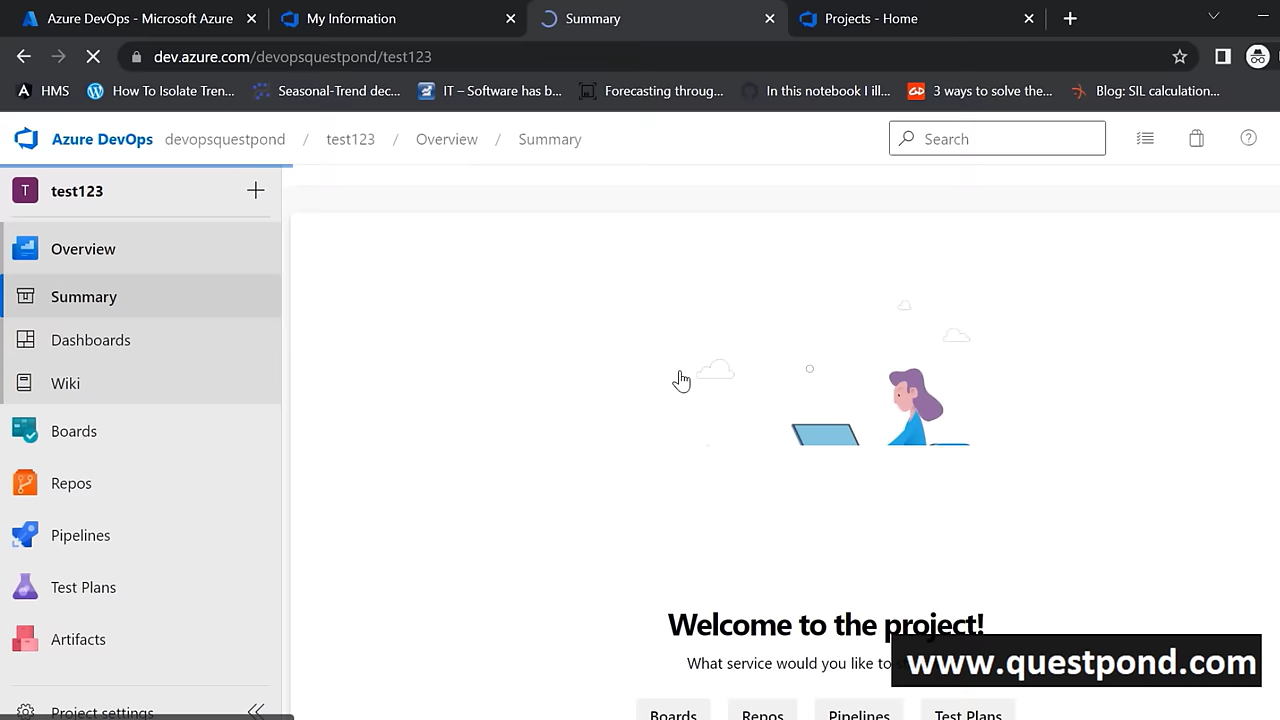 Azure DevOps - Microsoft Azure
My Information
Summary
Projects - Home
dev.azure.com/devopsquestpond/test123
HMS
How To Isolate Tren...
Seasonal-Trend dec...
IT – Software has b...
Forecasting throug...
In this notebook I ill...
3 ways to solve the...
Blog: SIL calculation...
Azure DevOps devopsquestpond / test123 / Overview / Summary
Search
T test123
Overview
Summary
Dashboards
Wiki
Boards
Repos
Pipelines
Test Plans
Artifacts
Project settings
Welcome to the project!
What service would you like to
www.questpond.com
Boards
Repos
Pipelines
Test Plans